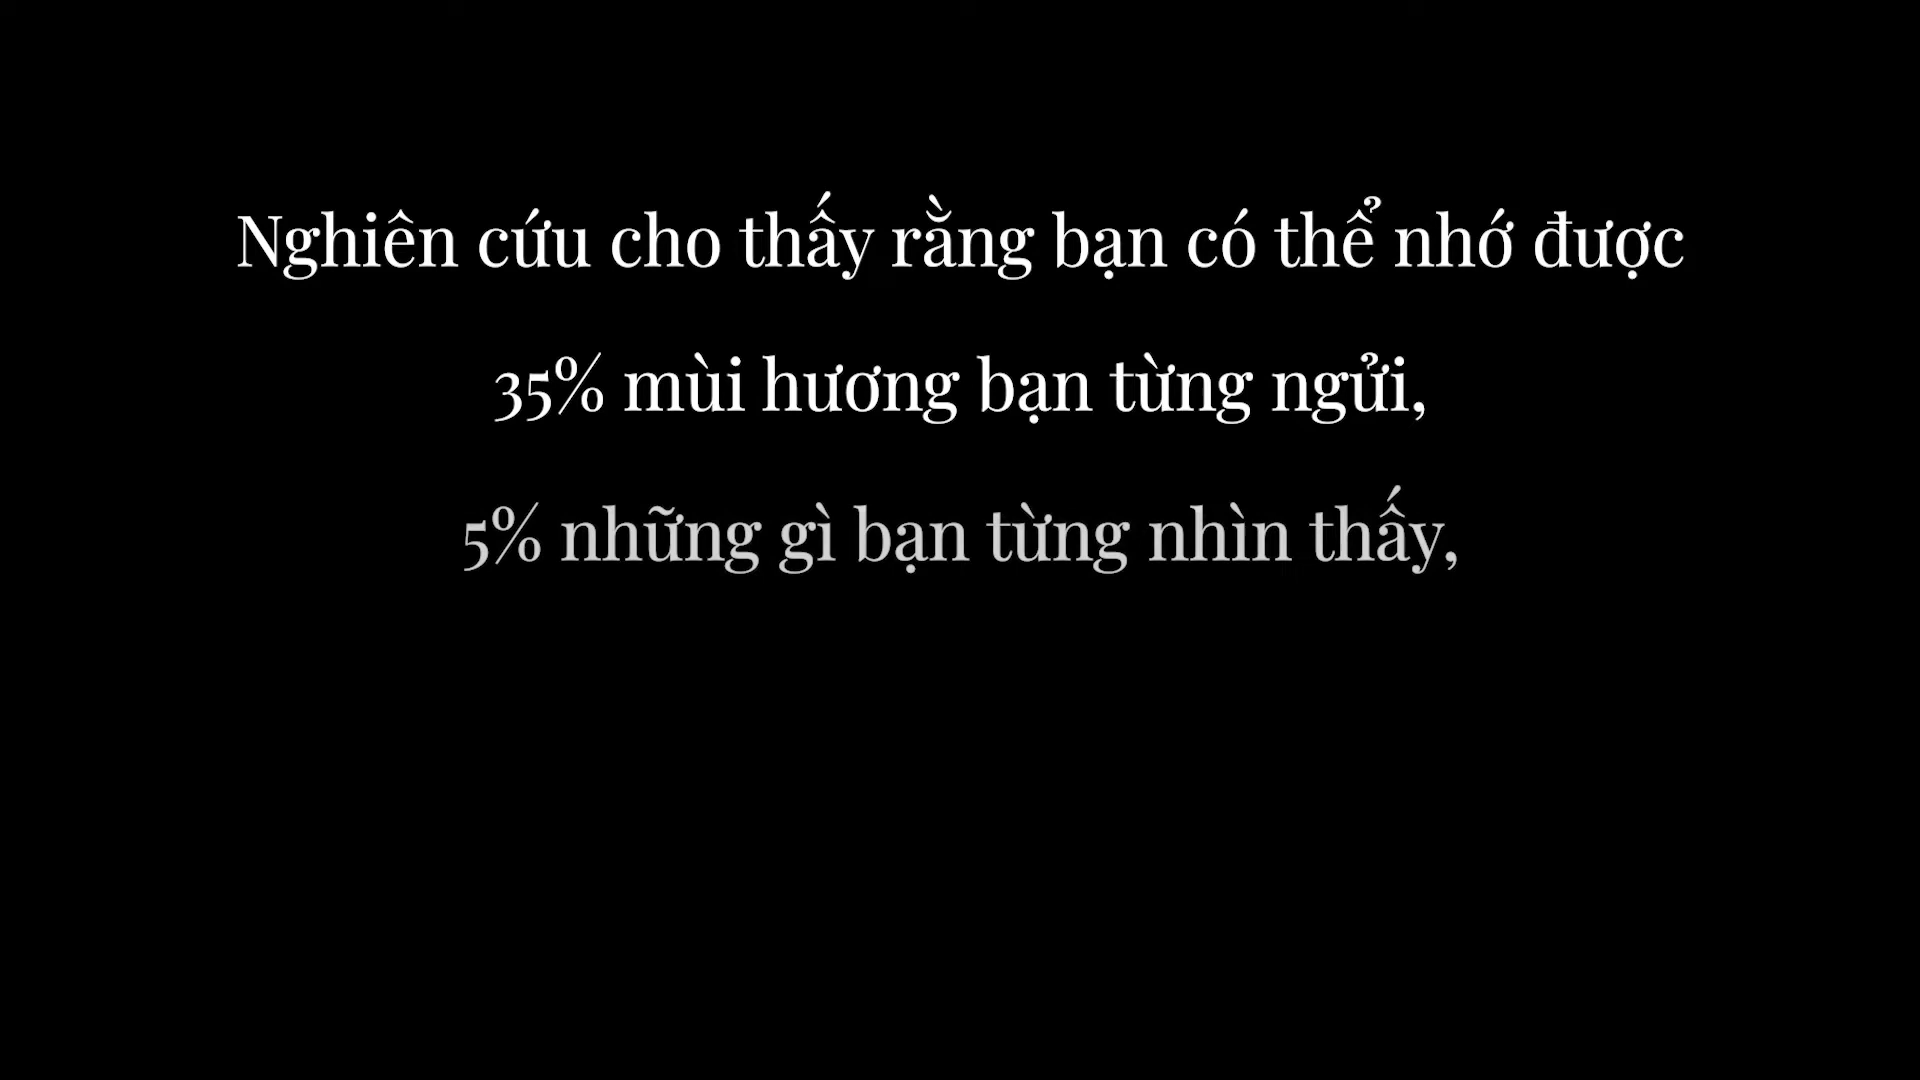 Nghiên cứu cho thấy rằng bạn có thể nhớ được
35% mùi hương bạn từng ngửi,
5% những gì bạn từng nhìn thấy,